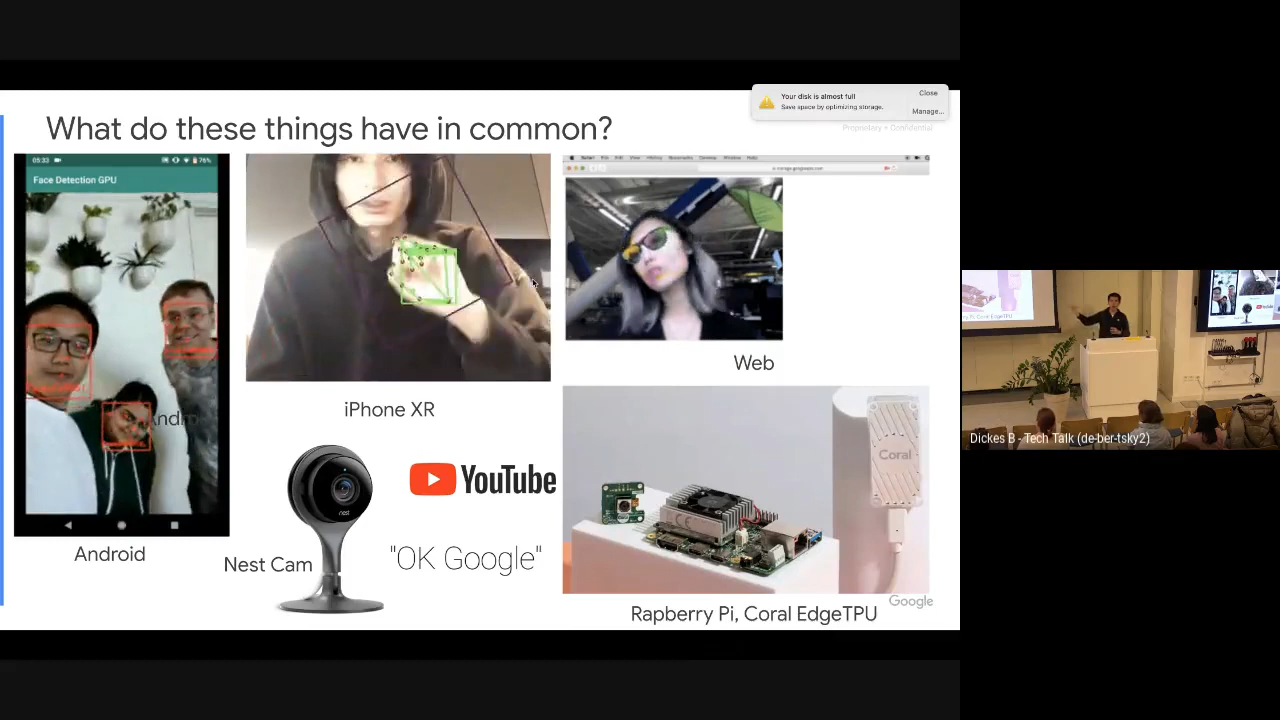 What do these things have in common?
Your disk is almost full
Save space by optimizing storage.
Close
Manage...
Proprietary + Confidential
05:33
76%
Face Detection GPU
Andr
Android
iPhone XR
Web
Nest Cam
nest
YouTube
"OK Google"
Coral
Rapberry Pi, Coral EdgeTPU
Google
Dickes B - Tech Talk (de-ber-tsky2)